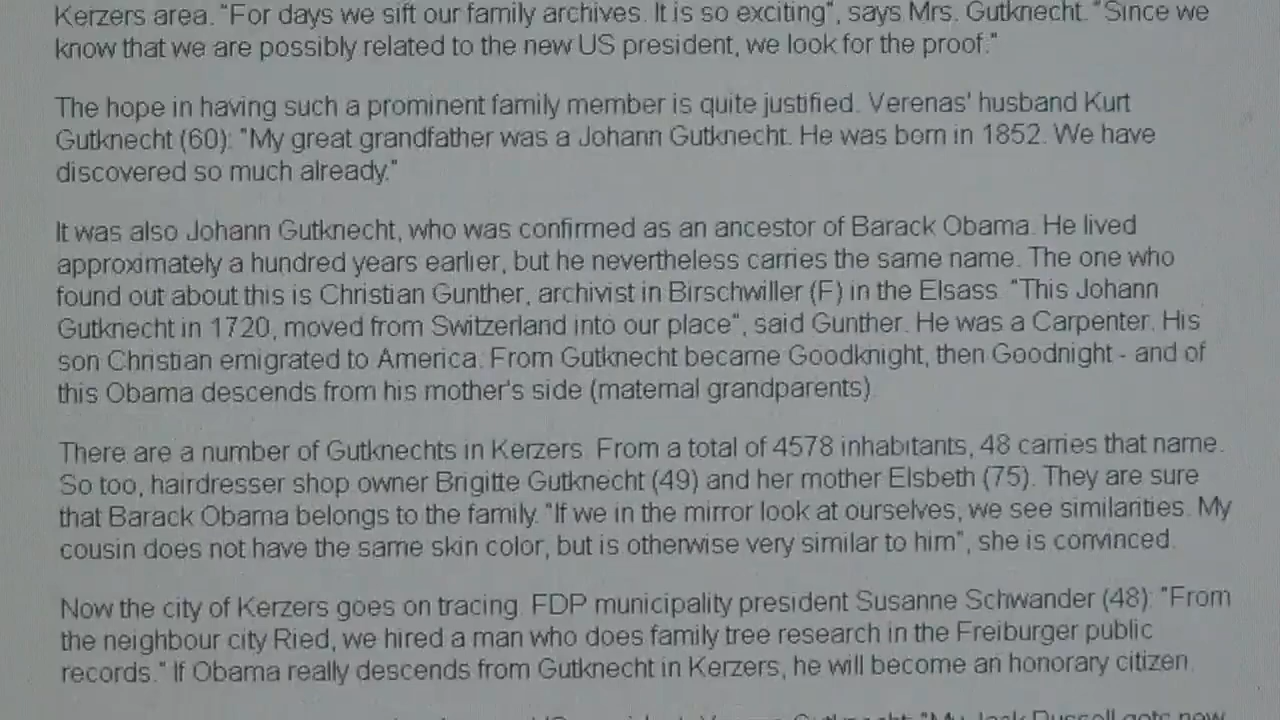 Kerzers area. "For days we sift our family archives. It is so exciting", says Mrs. Gutknecht. "Since we
know that we are possibly related to the new US president, we look for the proof."
The hope in having such a prominent family member is quite justified. Verenas' husband Kurt
Gutknecht (60): "My great grandfather was a Johann Gutknecht. He was born in 1852. We have
discovered so much already."
It was also Johann Gutknecht, who was confirmed as an ancestor of Barack Obama. He lived
approximately a hundred years earlier, but he nevertheless carries the same name. The one who
found out about this is Christian Gunther, archivist in Birschwiller (F) in the Elsass. "This Johann
Gutknecht in 1720, moved from Switzerland into our place", said Gunther. He was a Carpenter. His
son Christian emigrated to America. From Gutknecht became Goodknight, then Goodnight - and of
this Obama descends from his mother's side (maternal grandparents).
There are a number of Gutknechts in Kerzers. From a total of 4578 inhabitants, 48 carries that name.
So too, hairdresser shop owner Brigitte Gutknecht (49) and her mother Elsbeth (75). They are sure
that Barack Obama belongs to the family. "If we in the mirror look at ourselves, we see similarities. My
cousin does not have the same skin color, but is otherwise very similar to him", she is convinced.
Now the city of Kerzers goes on tracing. FDP municipality president Susanne Schwander (48): "From
the neighbour city Ried, we hired a man who does family tree research in the Freiburger public
records." If Obama really descends from Gutknecht in Kerzers, he will become an honorary citizen.
"My Jack Russell gets now